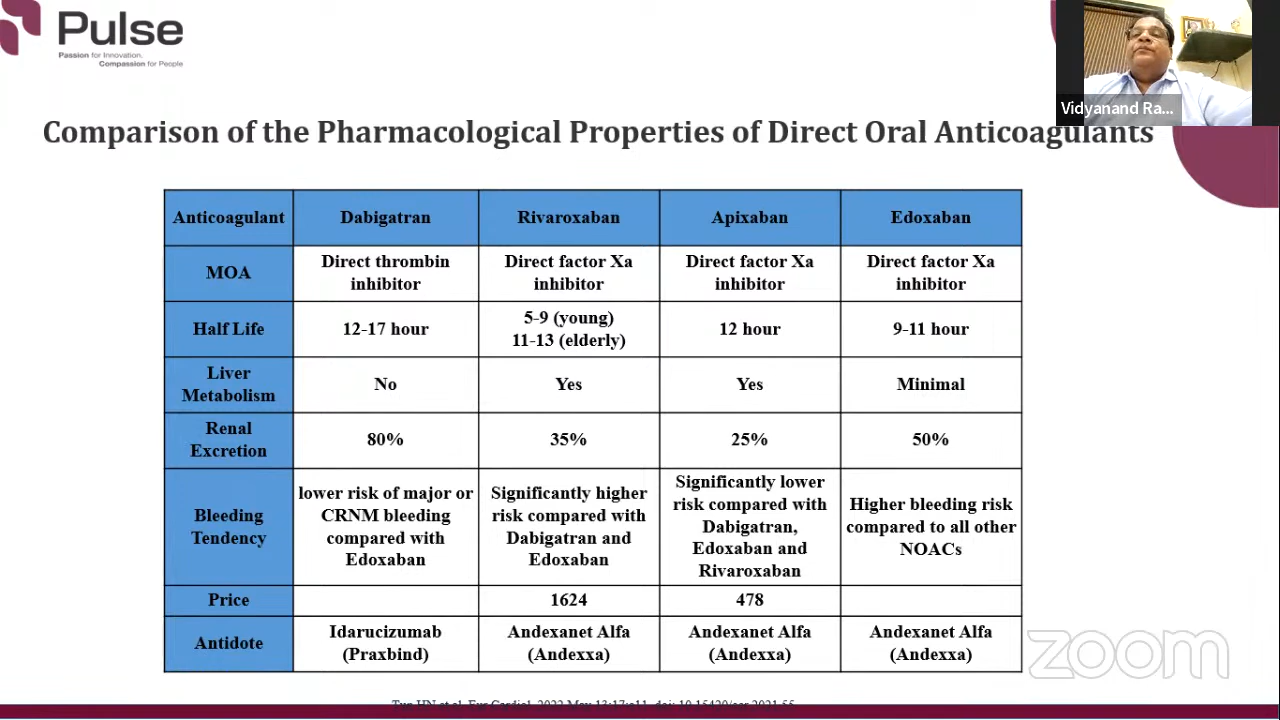 Pulse
Passion for Innovation,
Compassion for People
Vidyanand Ra...
Comparison of the Pharmacological Properties of Direct Oral Anticoagulants
Anticoagulant Dabigatran Rivaroxaban Apixaban Edoxaban
MOA
Direct thrombin
inhibitor
Direct factor Xa
inhibitor
Direct factor Xa
inhibitor
Direct factor Xa
inhibitor
Half Life
12-17 hour
5-9 (young)
11-13 (elderly)
12 hour
9-11 hour
Liver
Metabolism
No
Yes
Yes
Minimal
Renal
Excretion
80%
35%
25%
50%
Bleeding
Tendency
lower risk of major or
CRNM bleeding
compared with
Edoxaban
Significantly higher
risk compared with
Dabigatran and
Edoxaban
Significantly lower
risk compared with
Dabigatran,
Edoxaban and
Rivaroxaban
Higher bleeding risk
compared to all other
NOACs
Price
1624
478
Antidote
Idarucizumab
(Praxbind)
Andexanet Alfa
(Andexxa)
Andexanet Alfa
(Andexxa)
Andexanet Alfa
(Andexxa)
zoom